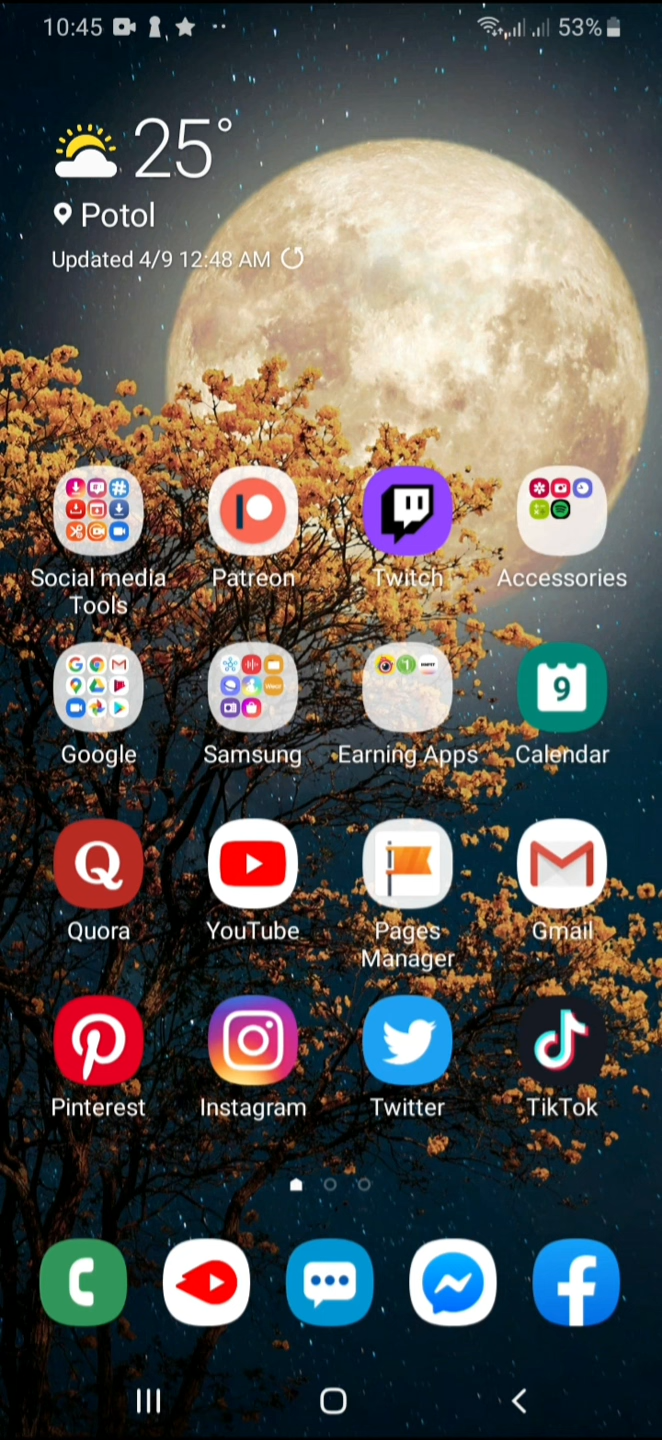 10:45
53%
25°
Potol
Updated 4/9 12:48 AM
Social media
Tools
Patreon
Twitch
Accessories
Google
Samsung
Earning Apps
9
Calendar
Quora
YouTube
Pages
Manager
Gmail
Pinterest
Instagram
Twitter
TikTok